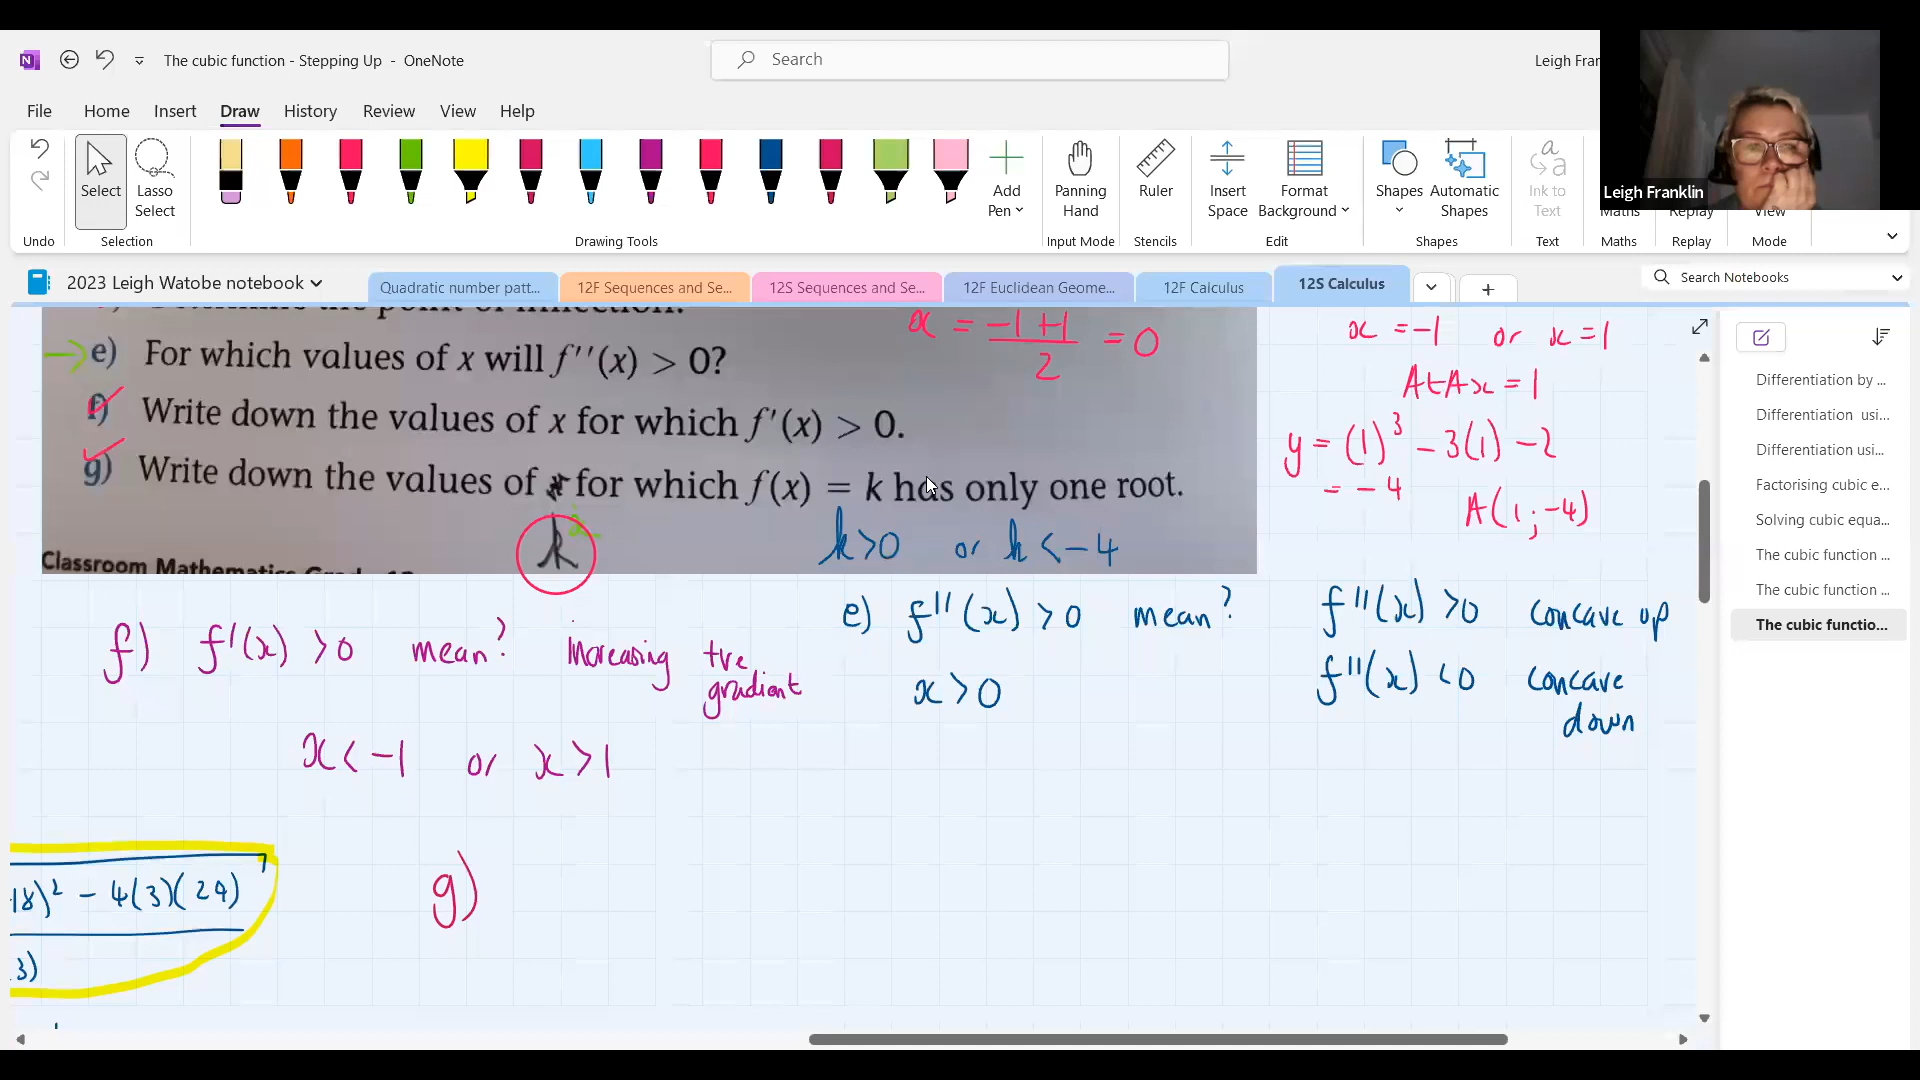 The cubic function - Stepping Up - OneNote
Search
Leigh Fran
File Home Insert Draw History Review View Help
Undo
Select
Lasso Select
Selection
Drawing Tools
Add Pen
Panning Hand
Input Mode
Ruler
Stencils
Insert Space
Format Background
Edit
Shapes
Automatic Shapes
Shapes
Ink to Text
Text
Maths
Maths
Replay
Replay
View
Mode
Leigh Franklin
2023 Leigh Watobe notebook
Quadratic number patt...
12F Sequences and Se...
12S Sequences and Se...
12F Euclidean Geome...
12F Calculus
12S Calculus
+
Search Notebooks
Determine the point of inflection.
e) For which values of x will f''(x) > 0?
f) Write down the values of x for which f'(x) > 0.
g) Write down the values of for which f(x) = k has only one root.
k
Classroom Mathematics
x = -1 + 1 / 2 = 0
k > 0 or k < -4
x = -1 or x = 1
At A x = 1
y = (1)³ - 3(1) - 2
= -4 A(1; -4)
f) f'(x) > 0 mean? increasing +ve gradient
x < -1 or x > 1
e) f''(x) > 0 mean?
x > 0
f''(x) > 0 concave up
f''(x) < 0 concave down
18)² - 4(3)(24)
3)
g)
Differentiation by ...
Differentiation usi...
Differentiation usi...
Factorising cubic e...
Solving cubic equa...
The cubic function ...
The cubic function ...
The cubic functio...